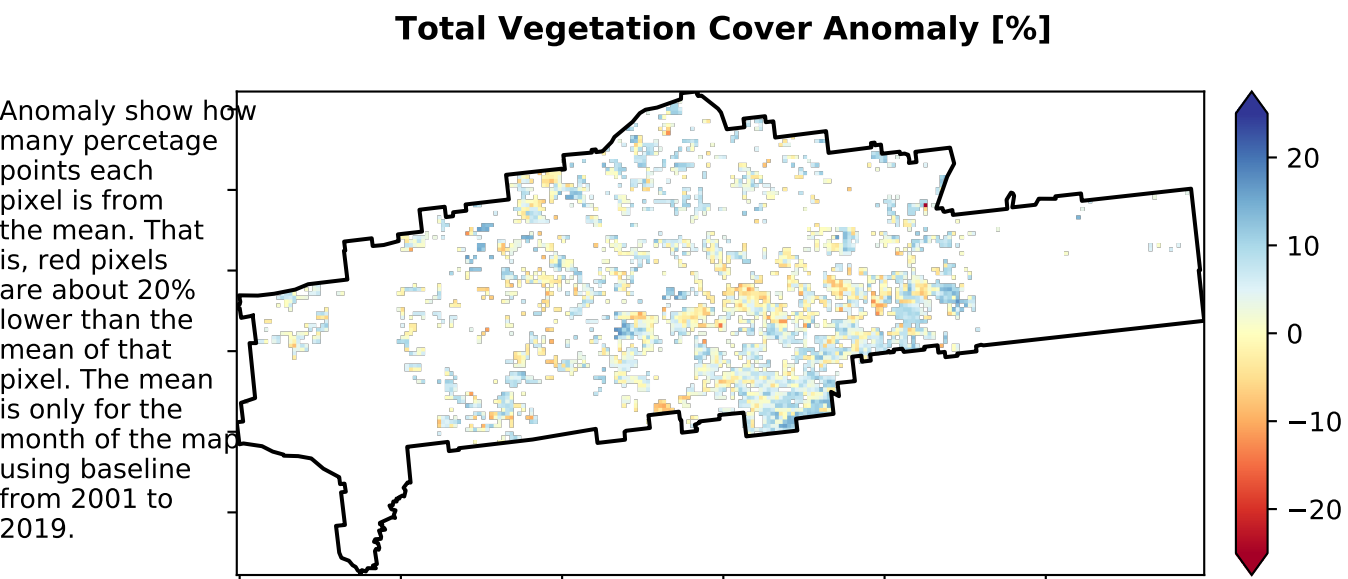 Total Vegetation Cover Anomaly [%]
Anomaly show how
many percetage
points each
pixel is from
the mean. That
is, red pixels
are about 20%
lower than the
mean of that
pixel. The mean
is only for the
month of the map
using baseline
from 2001 to
2019.
20
10
0
−10
−20